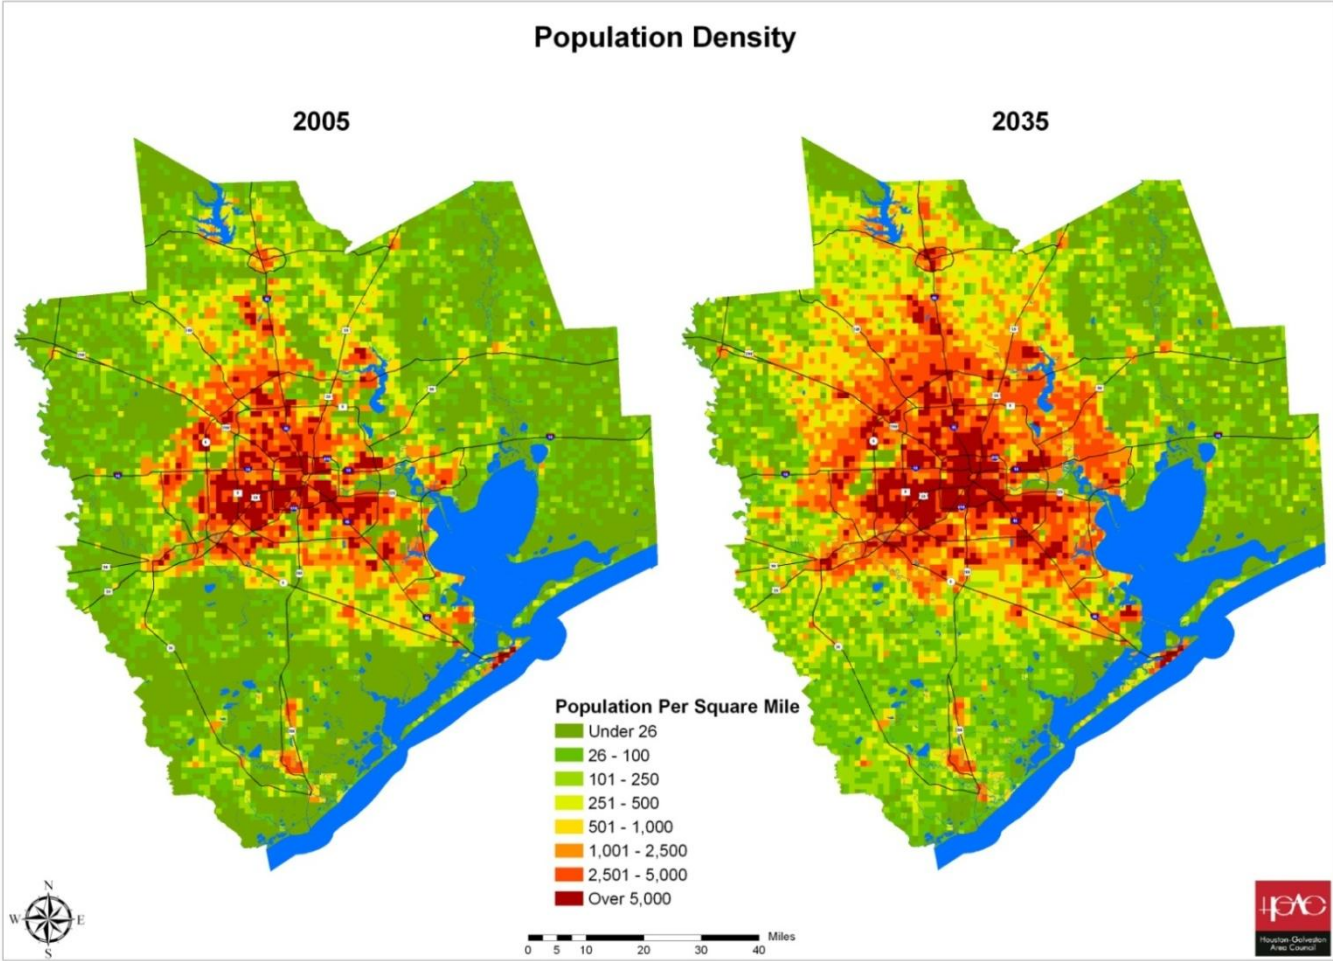 Population Density
2005
2035
Population Per Square Mile
Under 26
26 - 100
101 - 250
251 - 500
501 - 1,000
1,001 - 2,500
2,501 - 5,000
Over 5,000
N
W E
S
Miles
0 5 10 20 30 40
Houston-Galveston
Area Council